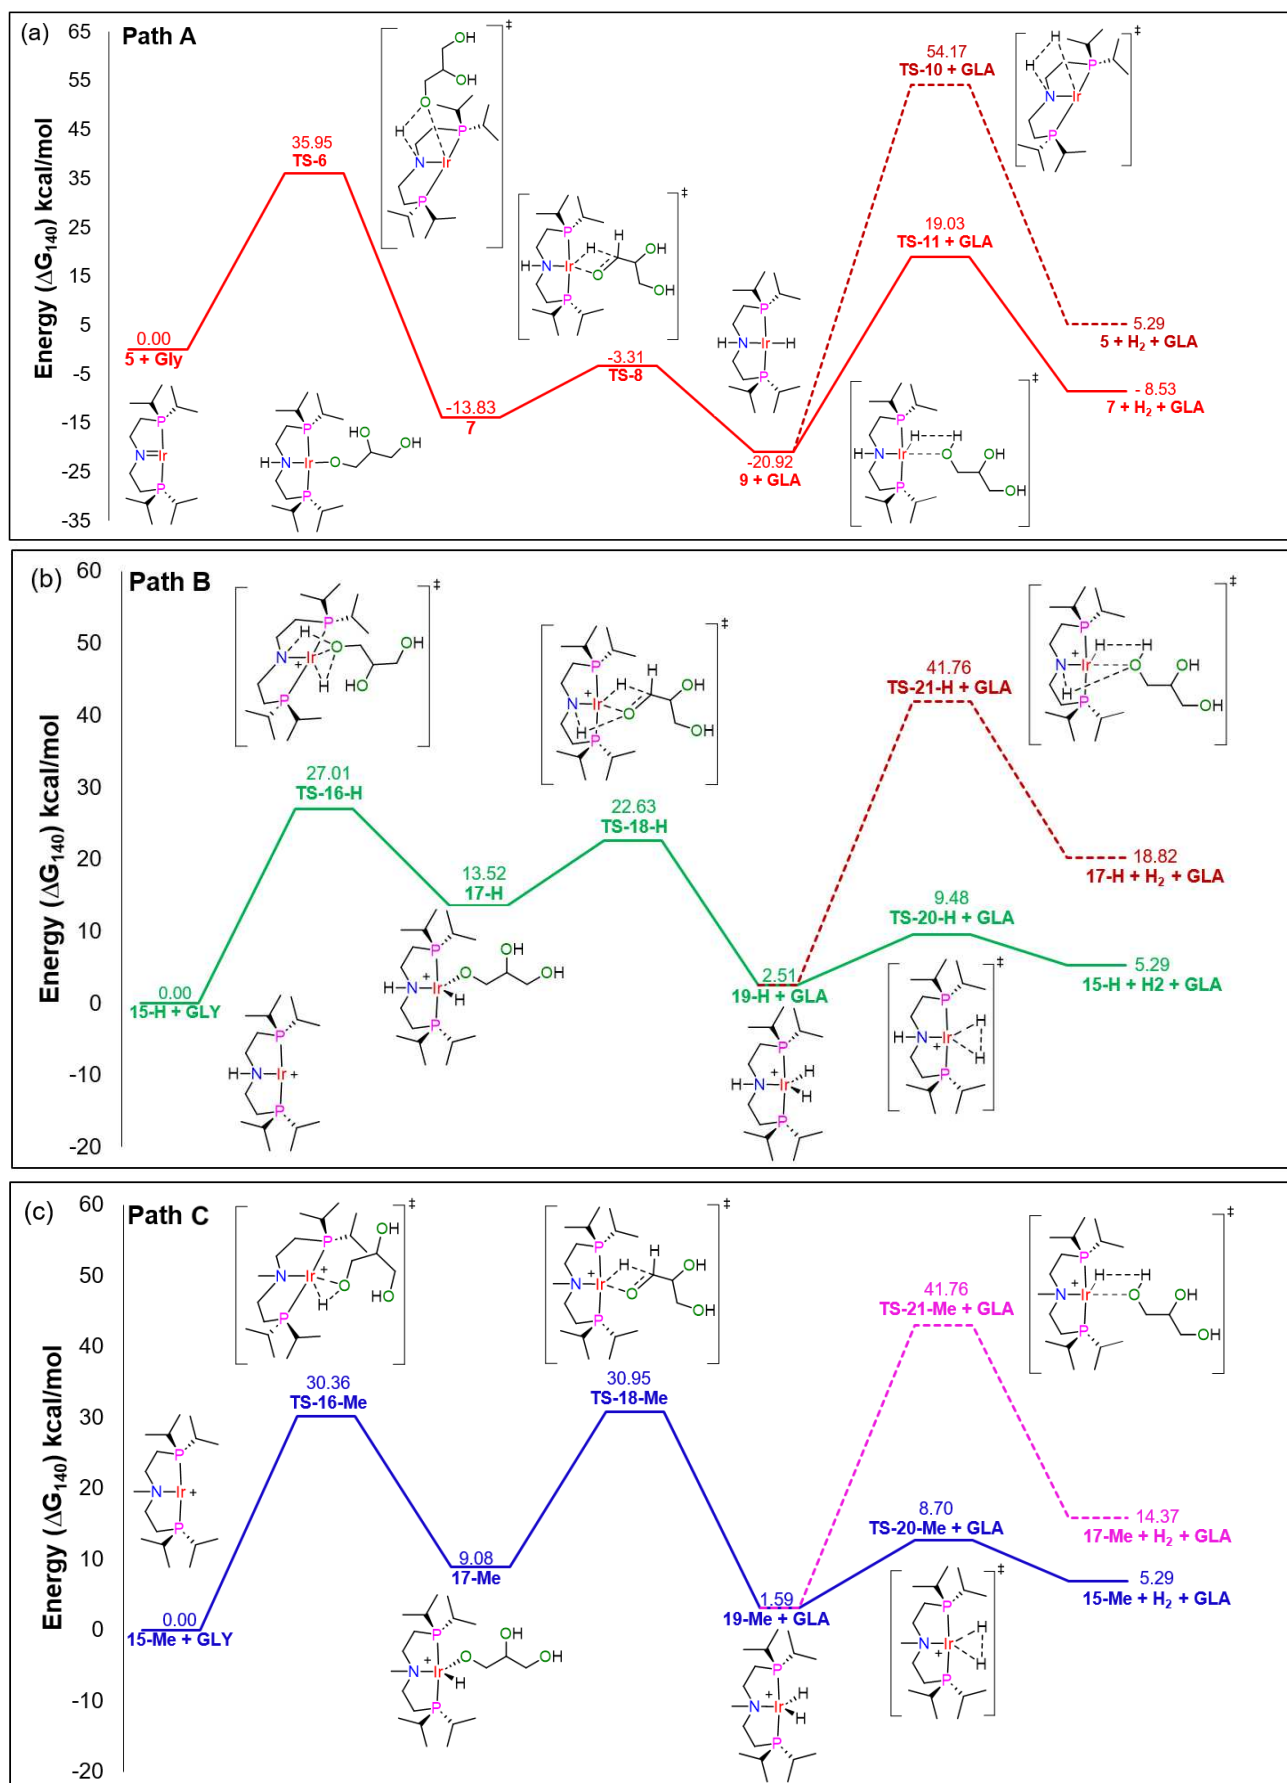 (a)
Path A
Energy (ΔG₁₄₀) kcal/mol
65
55
45
35
25
15
5
-5
-15
-25
-35
0.00
5 + Gly
35.95
TS-6
-13.83
7
-3.31
TS-8
-20.92
9 + GLA
54.17
TS-10 + GLA
19.03
TS-11 + GLA
5.29
5 + H₂ + GLA
- 8.53
7 + H₂ + GLA
(b)
Path B
Energy (ΔG₁₄₀) kcal/mol
60
50
40
30
20
10
0
-10
-20
0.00
15-H + GLY
27.01
TS-16-H
13.52
17-H
22.63
TS-18-H
2.51
19-H + GLA
41.76
TS-21-H + GLA
9.48
TS-20-H + GLA
18.82
17-H + H₂ + GLA
5.29
15-H + H2 + GLA
(c)
Path C
Energy (ΔG₁₄₀) kcal/mol
60
50
40
30
20
10
0
-10
-20
0.00
15-Me + GLY
30.36
TS-16-Me
9.08
17-Me
30.95
TS-18-Me
1.59
19-Me + GLA
41.76
TS-21-Me + GLA
8.70
TS-20-Me + GLA
14.37
17-Me + H₂ + GLA
5.29
15-Me + H₂ + GLA